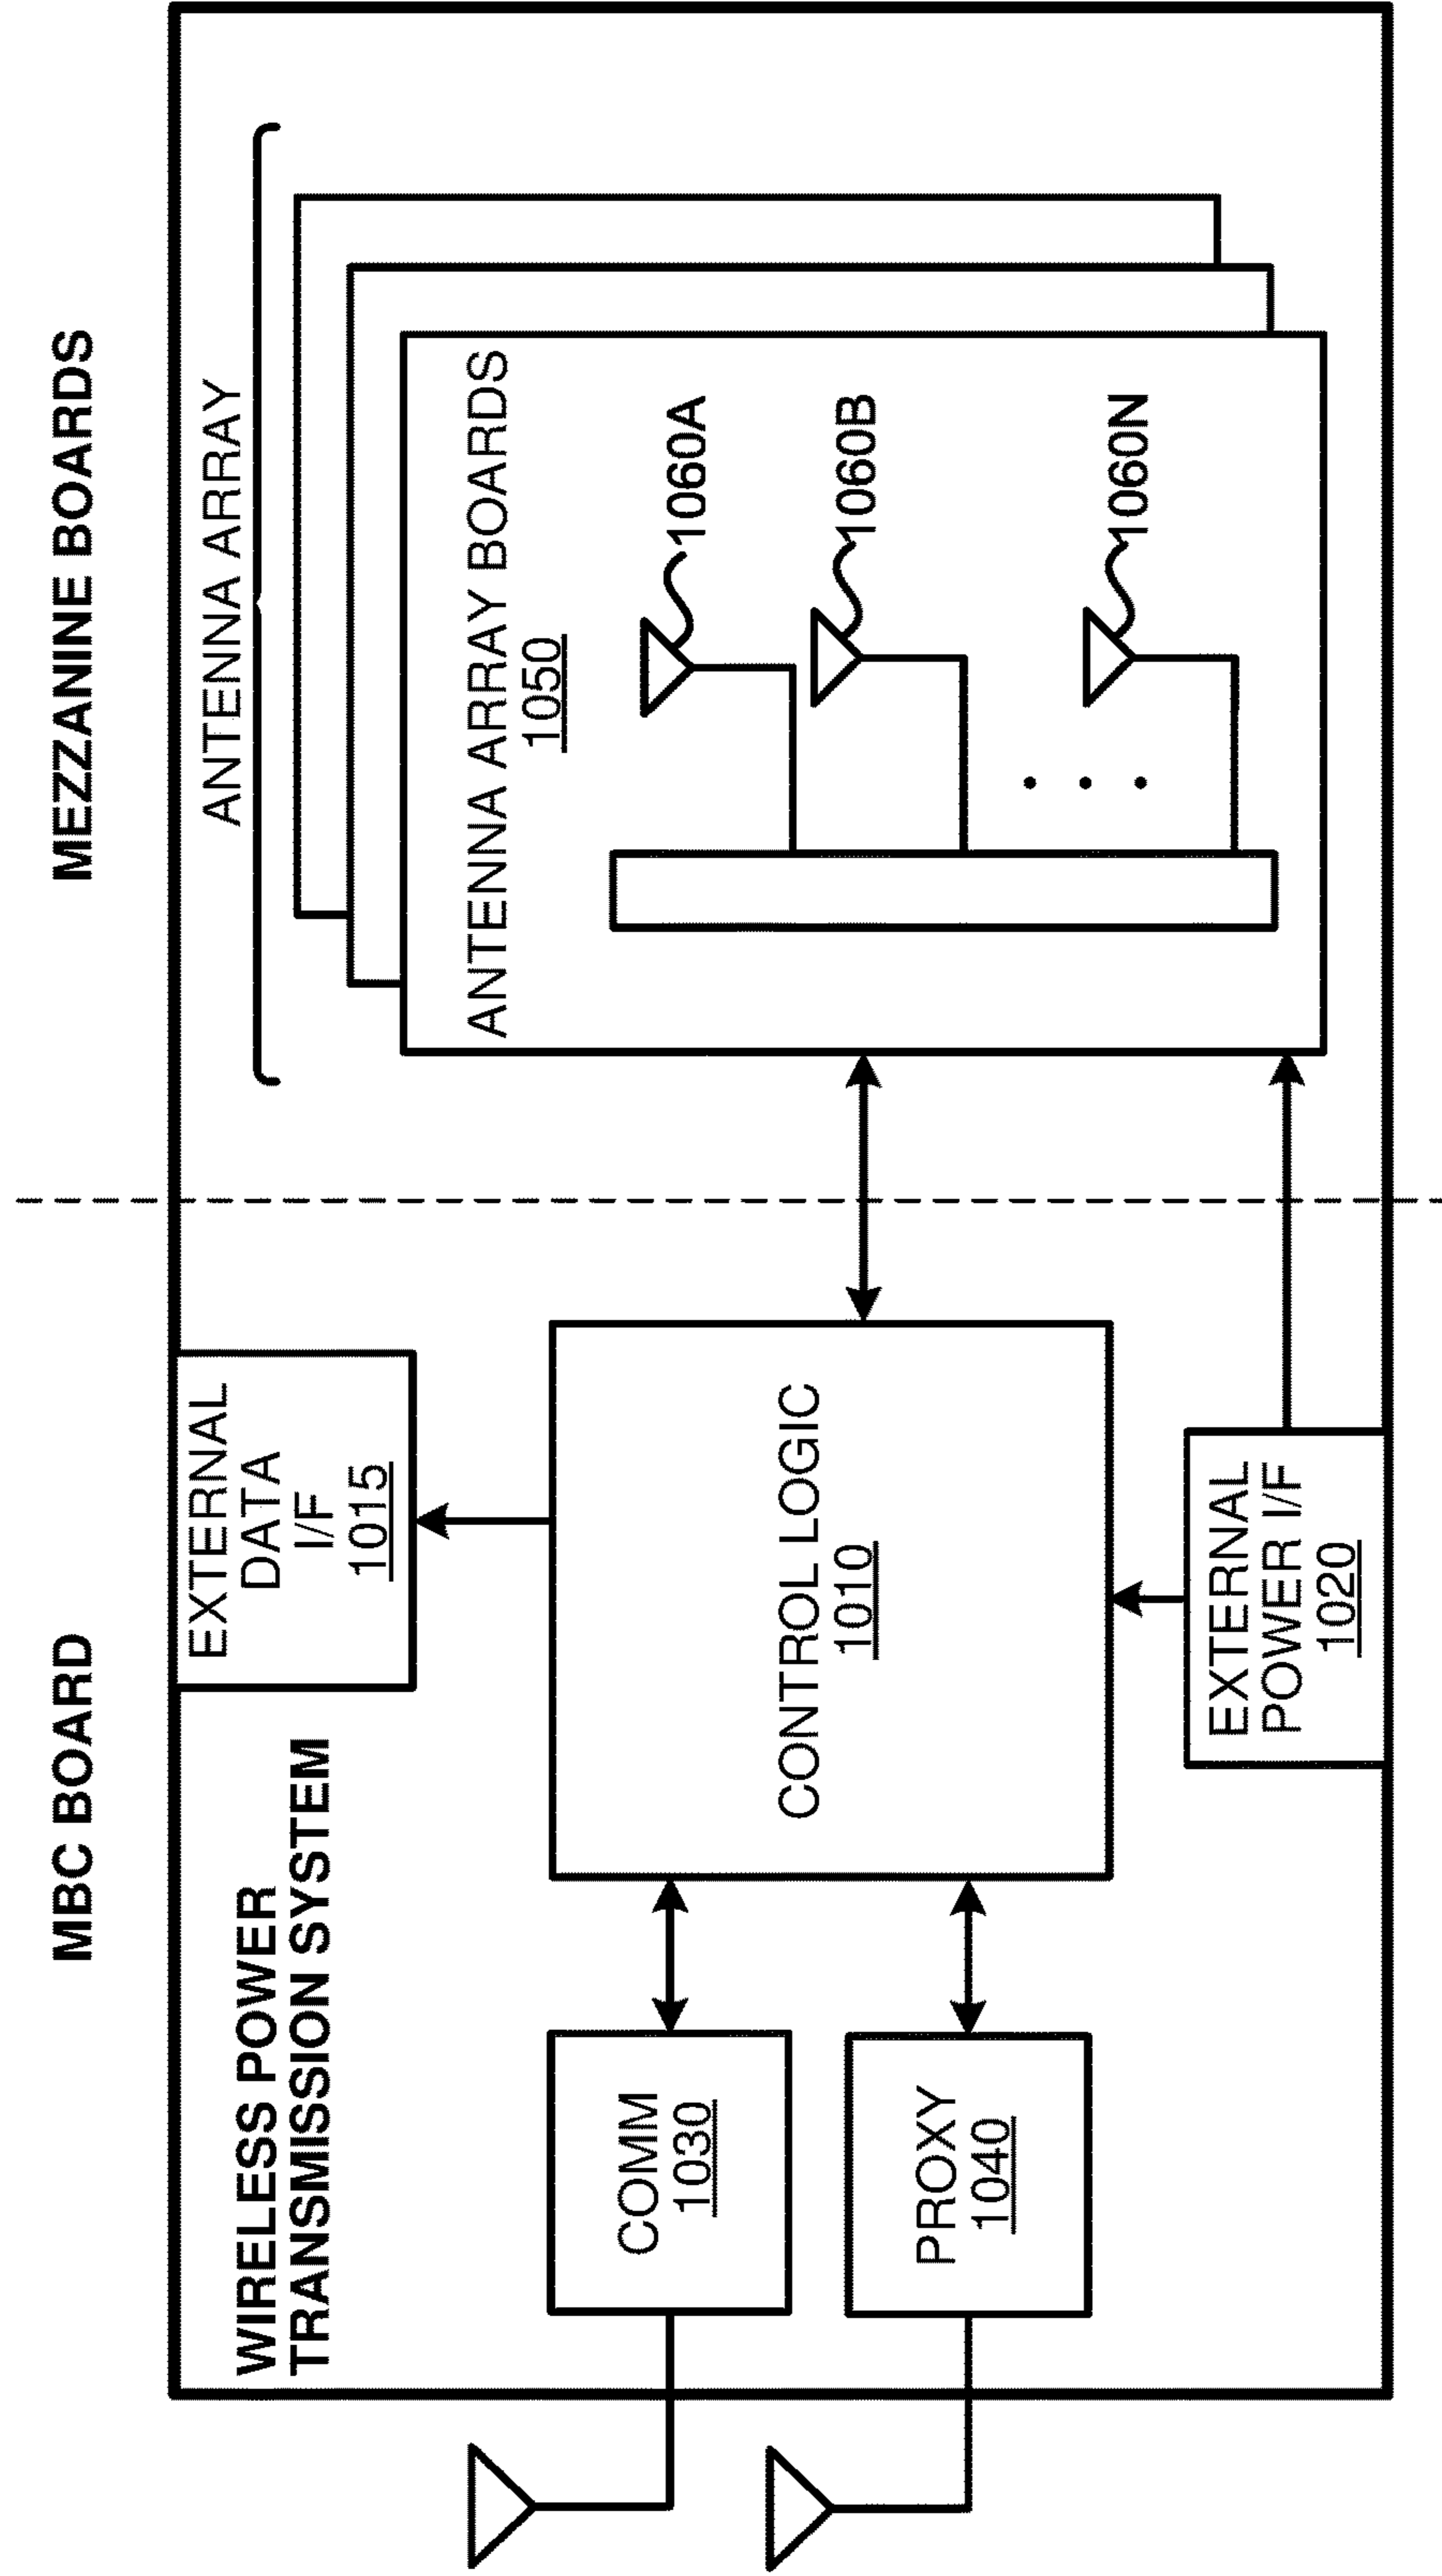 MBC BOARD
MEZZANINE BOARDS
WIRELESS POWER
TRANSMISSION SYSTEM
EXTERNAL
DATA
I/F
1015
ANTENNA ARRAY
COMM
1030
PROXY
1040
CONTROL LOGIC
1010
EXTERNAL
POWER I/F
1020
ANTENNA ARRAY BOARDS
1050
1060A
1060B
1060N